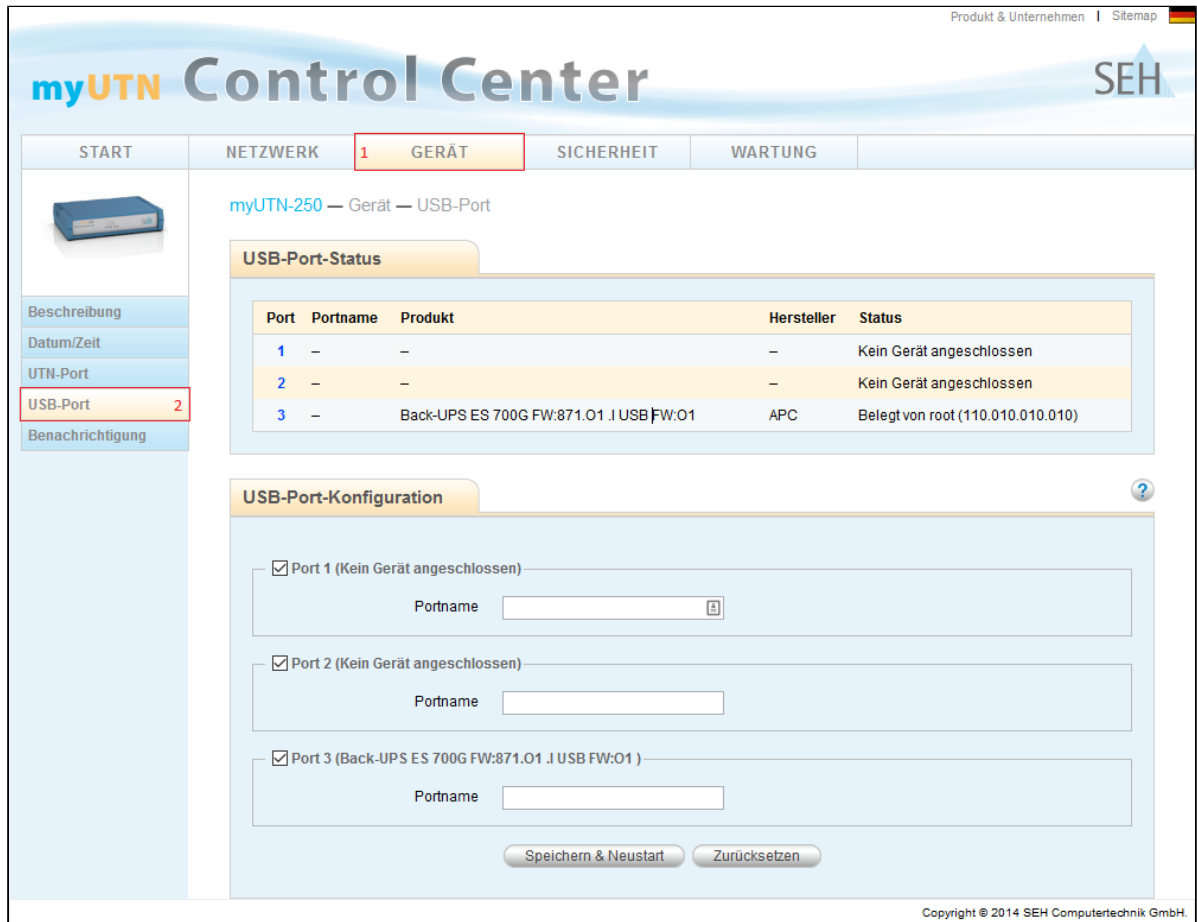 Produkt & Unternehmen | Sitemap
myUTN Control Center
SEH
START NETZWERK 1 GERÄT SICHERHEIT WARTUNG
myUTN-250 — Gerät — USB-Port
USB-Port-Status
Beschreibung
Datum/Zeit
UTN-Port
USB-Port 2
Benachrichtigung
Port Portname Produkt Hersteller Status
1 – – – Kein Gerät angeschlossen
2 – – – Kein Gerät angeschlossen
3 – Back-UPS ES 700G FW:871.O1 .I USB FW:O1 APC Belegt von root (110.010.010.010)
USB-Port-Konfiguration
?
Port 1 (Kein Gerät angeschlossen)
Portname
Port 2 (Kein Gerät angeschlossen)
Portname
Port 3 (Back-UPS ES 700G FW:871.O1 .I USB FW:O1 )
Portname
Speichern & Neustart Zurücksetzen
Copyright © 2014 SEH Computertechnik GmbH.